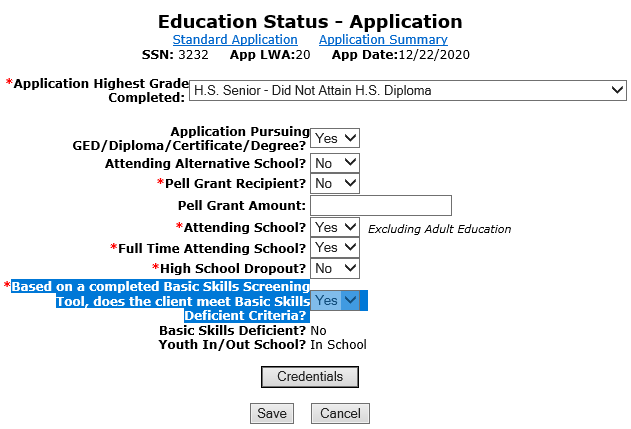 Education Status - Application
Standard Application Application Summary
SSN: 3232 App LWA:20 App Date:12/22/2020
*Application Highest Grade Completed: H.S. Senior - Did Not Attain H.S. Diploma
Application Pursuing
GED/Diploma/Certificate/Degree? Yes
Attending Alternative School? No
*Pell Grant Recipient? No
Pell Grant Amount:
*Attending School? Yes Excluding Adult Education
*Full Time Attending School? Yes
*High School Dropout? No
*Based on a completed Basic Skills Screening
Tool, does the client meet Basic Skills Yes
Deficient Criteria?
Basic Skills Deficient? No
Youth In/Out School? In School
Credentials
Save Cancel